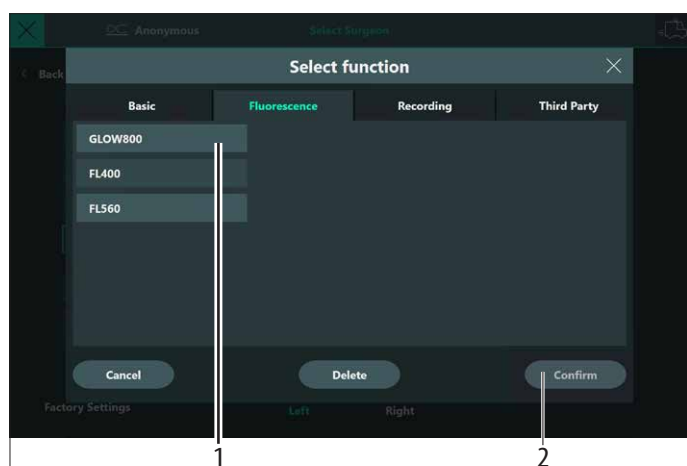 Anonymous Select Surgeon
Back
Select function
Basic Fluorescence Recording Third Party
GLOW800
FL400
FL560
Cancel Delete Confirm
Factory Settings Left Right
1 2